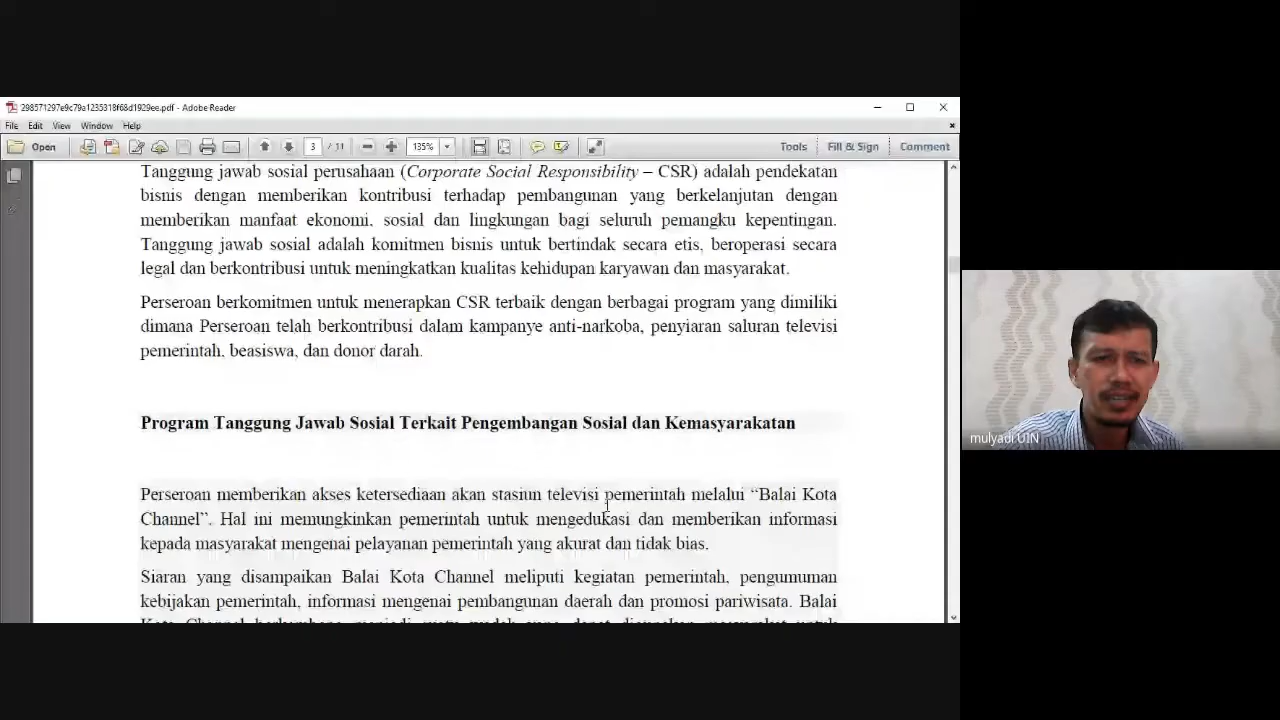 298571297e9c79a1235318f68d1929ee.pdf - Adobe Reader
File Edit View Window Help
Open 3 / 11 135% Tools Fill & Sign Comment
Tanggung jawab sosial perusahaan (Corporate Social Responsibility – CSR) adalah pendekatan
bisnis dengan memberikan kontribusi terhadap pembangunan yang berkelanjutan dengan
memberikan manfaat ekonomi, sosial dan lingkungan bagi seluruh pemangku kepentingan.
Tanggung jawab sosial adalah komitmen bisnis untuk bertindak secara etis, beroperasi secara
legal dan berkontribusi untuk meningkatkan kualitas kehidupan karyawan dan masyarakat.
Perseroan berkomitmen untuk menerapkan CSR terbaik dengan berbagai program yang dimiliki
dimana Perseroan telah berkontribusi dalam kampanye anti-narkoba, penyiaran saluran televisi
pemerintah, beasiswa, dan donor darah.
Program Tanggung Jawab Sosial Terkait Pengembangan Sosial dan Kemasyarakatan
Perseroan memberikan akses ketersediaan akan stasiun televisi pemerintah melalui “Balai Kota
Channel”. Hal ini memungkinkan pemerintah untuk mengedukasi dan memberikan informasi
kepada masyarakat mengenai pelayanan pemerintah yang akurat dan tidak bias.
Siaran yang disampaikan Balai Kota Channel meliputi kegiatan pemerintah, pengumuman
kebijakan pemerintah, informasi mengenai pembangunan daerah dan promosi pariwisata. Balai
mulyadi UIN